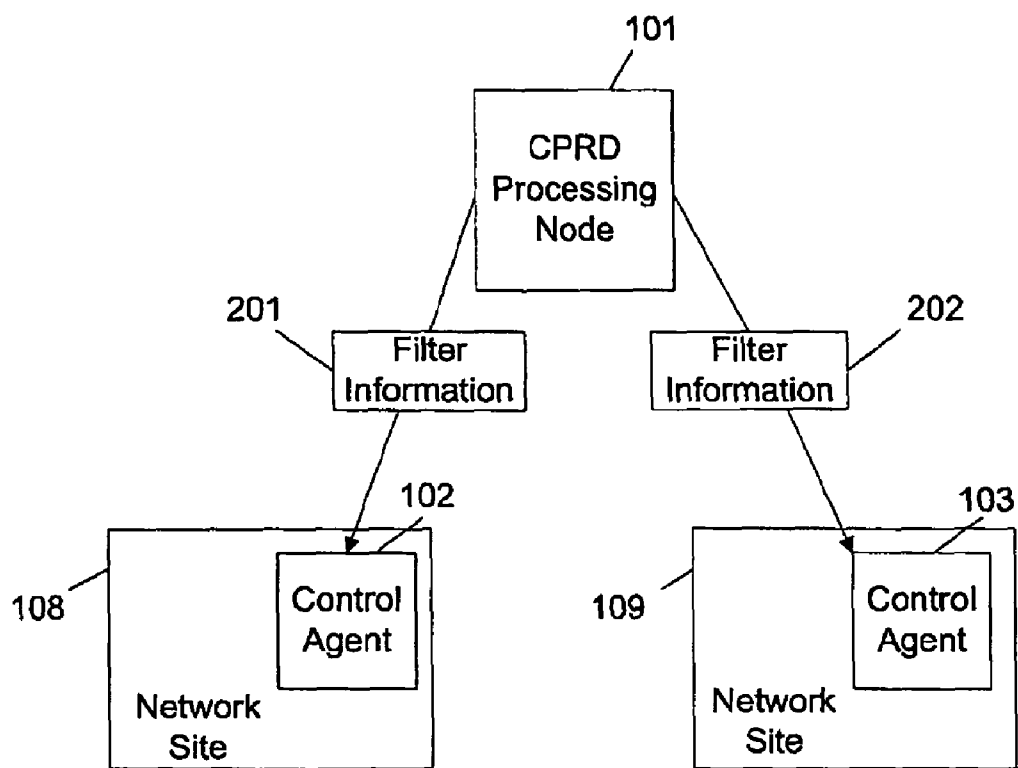 101
CPRD
Processing
Node
201
Filter
Information
202
Filter
Information
102
108
Control
Agent
Network
Site
103
109
Control
Agent
Network
Site